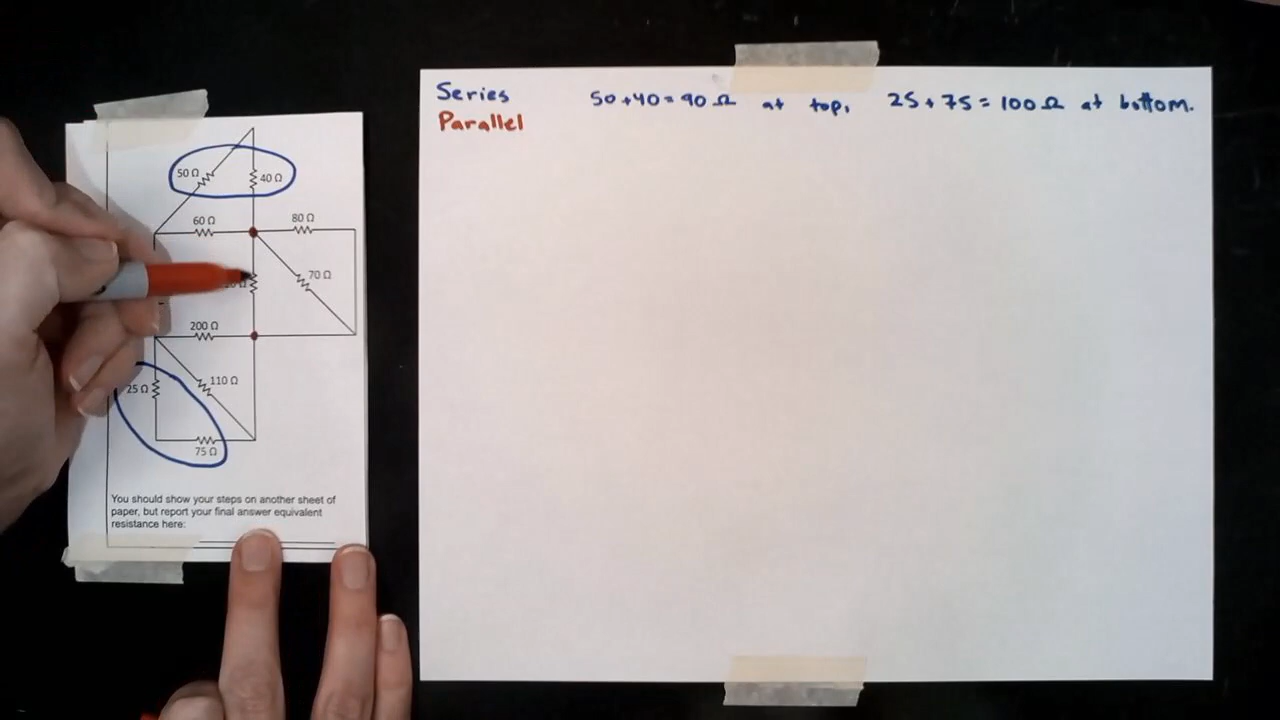 Series
Parallel
50+40=90 Ω at top,
25+75=100Ω at bottom.
50 Ω
40 Ω
60 Ω
80 Ω
70 Ω
200 Ω
110 Ω
25 Ω
75 Ω
You should show your steps on another sheet of
paper, but report your final answer equivalent
resistance here: